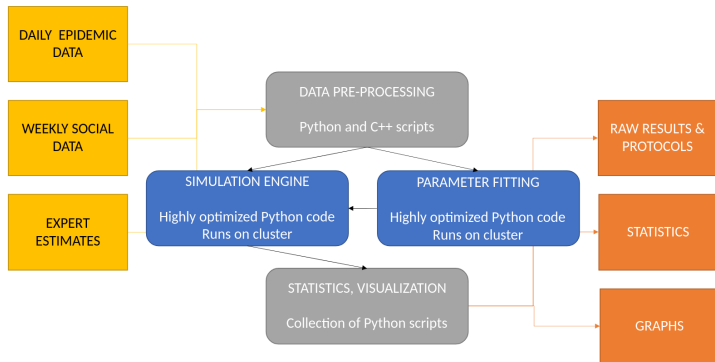 DAILY EPIDEMIC
DATA
WEEKLY SOCIAL
DATA
EXPERT
ESTIMATES
DATA PRE-PROCESSING
Python and C++ scripts
SIMULATION ENGINE
Highly optimized Python code
Runs on cluster
PARAMETER FITTING
Highly optimized Python code
Runs on cluster
STATISTICS, VISUALIZATION
Collection of Python scripts
RAW RESULTS &
PROTOCOLS
STATISTICS
GRAPHS